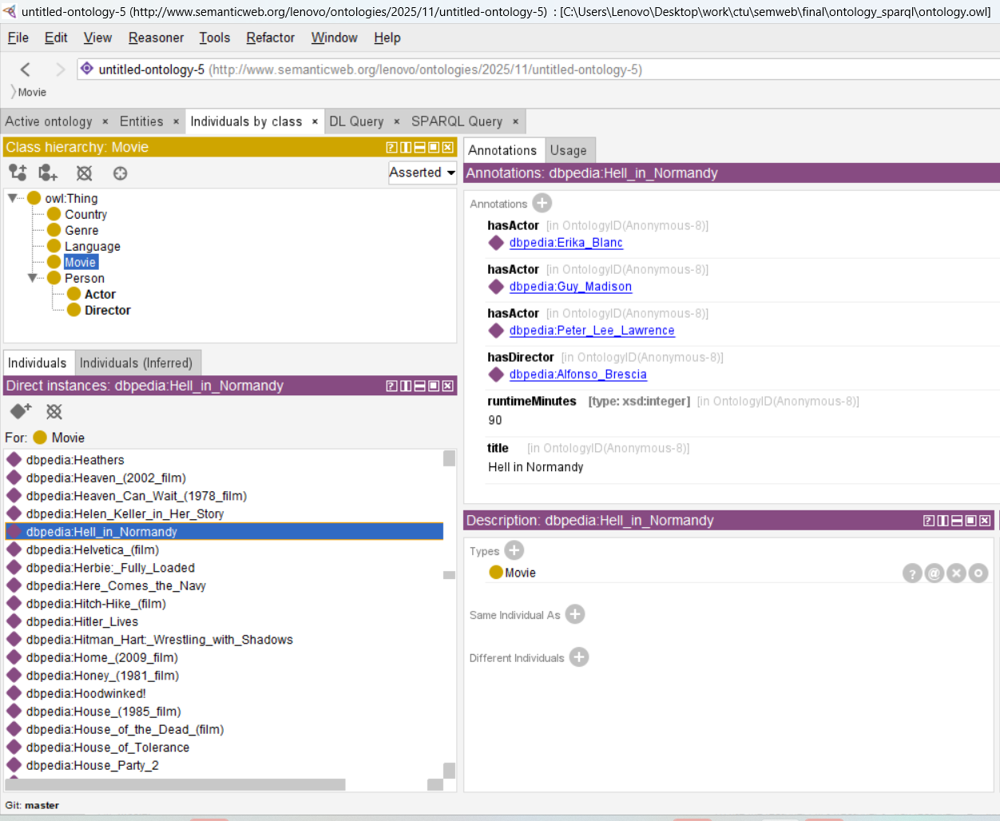 untitled-ontology-5 (http://www.semanticweb.org/lenovo/ontologies/2025/11/untitled-ontology-5) : [C:\Users\Lenovo\Desktop\work\ctu\semweb\final\ontology_sparql\ontology.owl]
File Edit View Reasoner Tools Refactor Window Help
untitled-ontology-5 (http://www.semanticweb.org/lenovo/ontologies/2025/11/untitled-ontology-5)
Movie
Active ontology × Entities × Individuals by class × DL Query × SPARQL Query ×
Class hierarchy: Movie
Asserted
owl:Thing
Country
Genre
Language
Movie
Person
Actor
Director
Individuals Individuals (Inferred)
Direct instances: dbpedia:Hell_in_Normandy
For: Movie
dbpedia:Heathers
dbpedia:Heaven_(2002_film)
dbpedia:Heaven_Can_Wait_(1978_film)
dbpedia:Helen_Keller_in_Her_Story
dbpedia:Hell_in_Normandy
dbpedia:Helvetica_(film)
dbpedia:Herbie:_Fully_Loaded
dbpedia:Here_Comes_the_Navy
dbpedia:Hitch-Hike_(film)
dbpedia:Hitler_Lives
dbpedia:Hitman_Hart:_Wrestling_with_Shadows
dbpedia:Home_(2009_film)
dbpedia:Honey_(1981_film)
dbpedia:Hoodwinked!
dbpedia:House_(1985_film)
dbpedia:House_of_the_Dead_(film)
dbpedia:House_of_Tolerance
dbpedia:House_Party_2
Annotations Usage
Annotations: dbpedia:Hell_in_Normandy
Annotations
hasActor [in OntologyID(Anonymous-8)]
dbpedia:Erika_Blanc
hasActor [in OntologyID(Anonymous-8)]
dbpedia:Guy_Madison
hasActor [in OntologyID(Anonymous-8)]
dbpedia:Peter_Lee_Lawrence
hasDirector [in OntologyID(Anonymous-8)]
dbpedia:Alfonso_Brescia
runtimeMinutes [type: xsd:integer] [in OntologyID(Anonymous-8)]
90
title [in OntologyID(Anonymous-8)]
Hell in Normandy
Description: dbpedia:Hell_in_Normandy
Types
Movie
Same Individual As
Different Individuals
Git: master